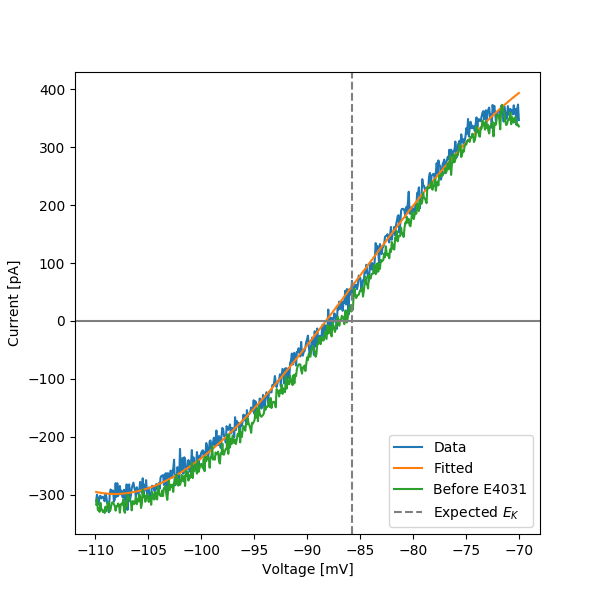 400
300
200
100
0
−100
−200
−300
Current [pA]
Data
Fitted
Before E4031
Expected E_K
−110 −105 −100 −95 −90 −85 −80 −75 −70
Voltage [mV]